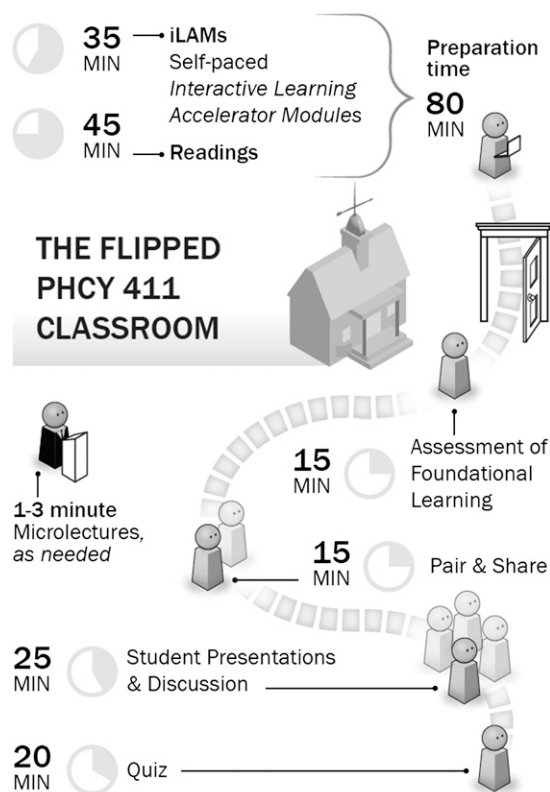 35
MIN
iLAMs
Self-paced
Interactive Learning
Accelerator Modules
45
MIN
Readings
Preparation
time
80
MIN
THE FLIPPED
PHCY 411
CLASSROOM
15
MIN
Assessment of
Foundational
Learning
1-3 minute
Microlectures,
as needed
15
MIN
Pair & Share
25
MIN
Student Presentations
& Discussion
20
MIN
Quiz